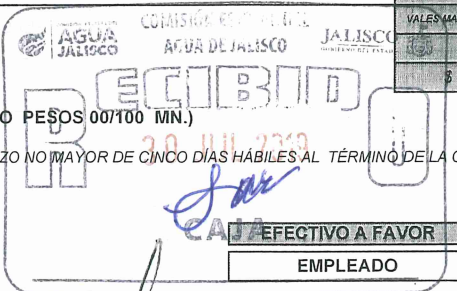 VALES MA
AGUA
JALISCO
COMISIÓN ESTATAL DEL
AGUA DE JALISCO
JALISCO
$
RECIBIDO
O PESOS 00/100 MN.)
30 JUL 2019
ZO NO MAYOR DE CINCO DÍAS HÁBILES AL TÉRMINO DE LA C
CAJA
EFECTIVO A FAVOR
EMPLEADO